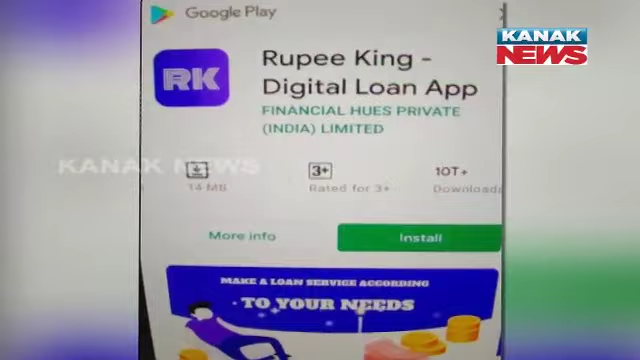 Google Play
KANAK
NEWS
RK
Rupee King -
Digital Loan App
FINANCIAL HUES PRIVATE
(INDIA) LIMITED
KANAK NEWS
14 MB
3+
Rated for 3+
10T+
Downloads
More info
Install
MAKE A LOAN SERVICE ACCORDING
TO YOUR NEEDS